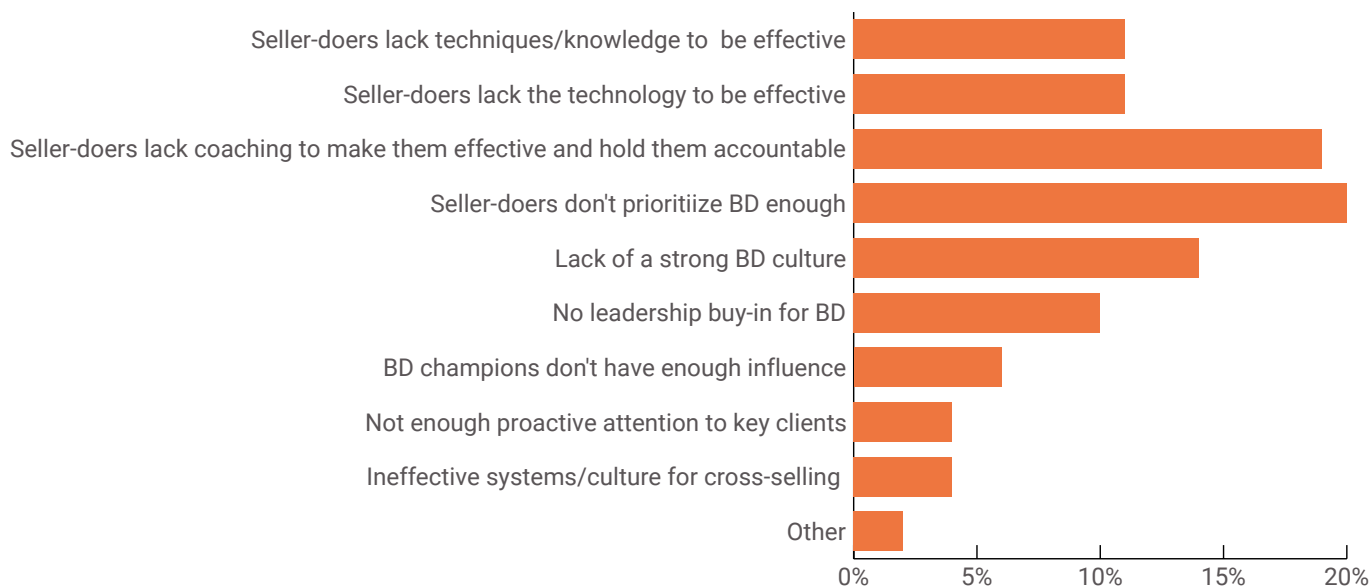 Seller-doers lack techniques/knowledge to  be effective
Seller-doers lack the technology to be effective
Seller-doers lack coaching to make them effective and hold them accountable
Seller-doers don't prioritiize BD enough
Lack of a strong BD culture
No leadership buy-in for BD
BD champions don't have enough influence
Not enough proactive attention to key clients
Ineffective systems/culture for cross-selling
Other
0% 5% 10% 15% 20%